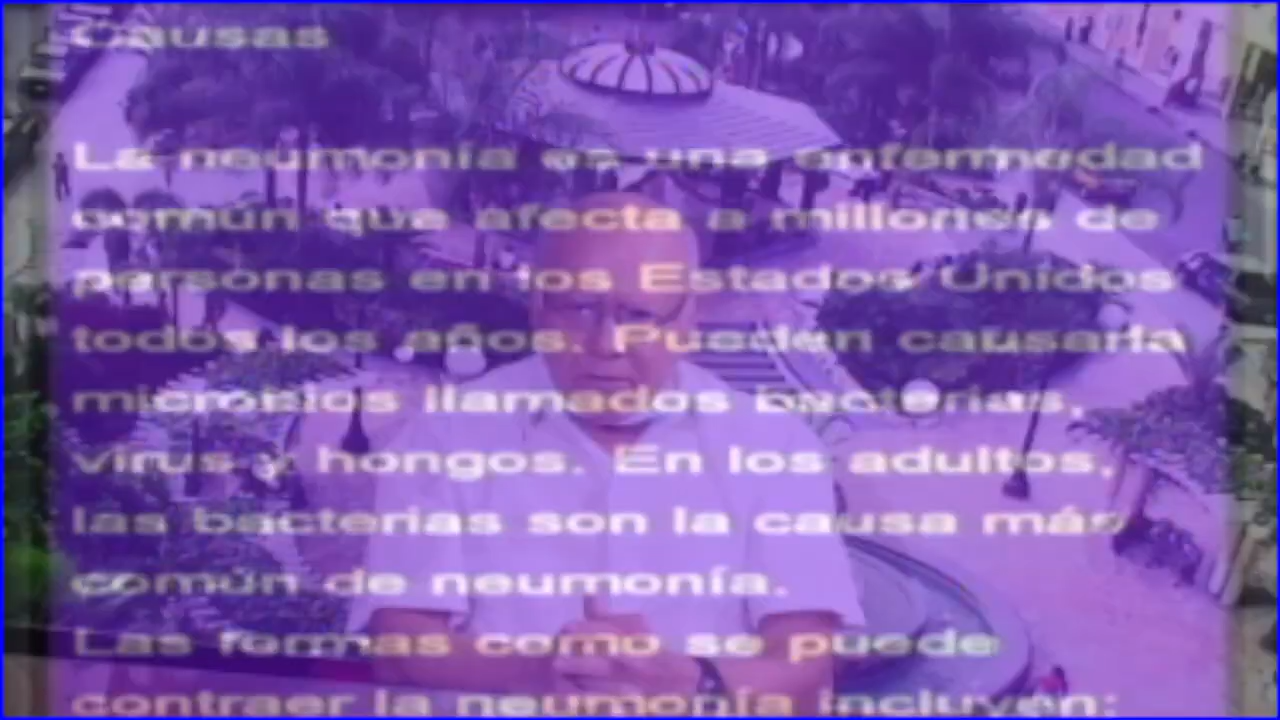 Causas
La neumonía es una enfermedad
común que afecta a millones de
personas en los Estados Unidos
todos los años. Pueden causarla
microbios llamados bacterias,
virus y hongos. En los adultos,
las bacterias son la causa más
común de neumonía.
Las formas como se puede
contraer la neumonía incluyen: